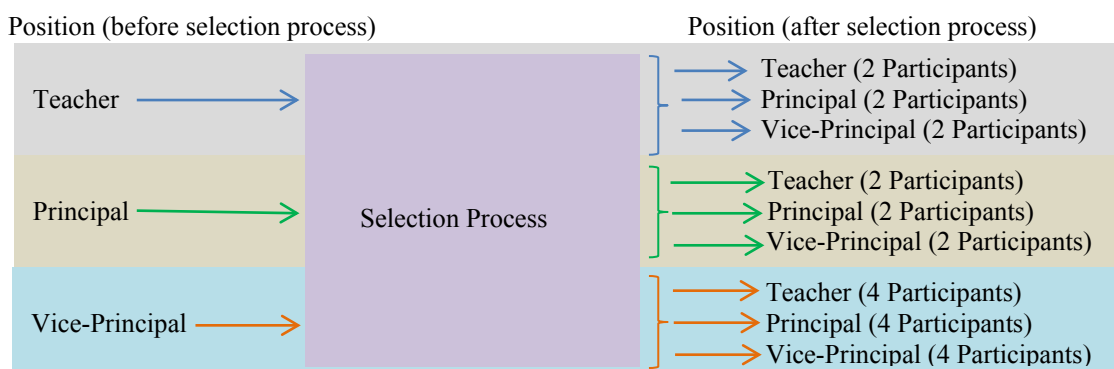 Position (before selection process)
Position (after selection process)
Teacher
Teacher (2 Participants)
Principal (2 Participants)
Vice-Principal (2 Participants)
Principal
Selection Process
Teacher (2 Participants)
Principal (2 Participants)
Vice-Principal (2 Participants)
Vice-Principal
Teacher (4 Participants)
Principal (4 Participants)
Vice-Principal (4 Participants)